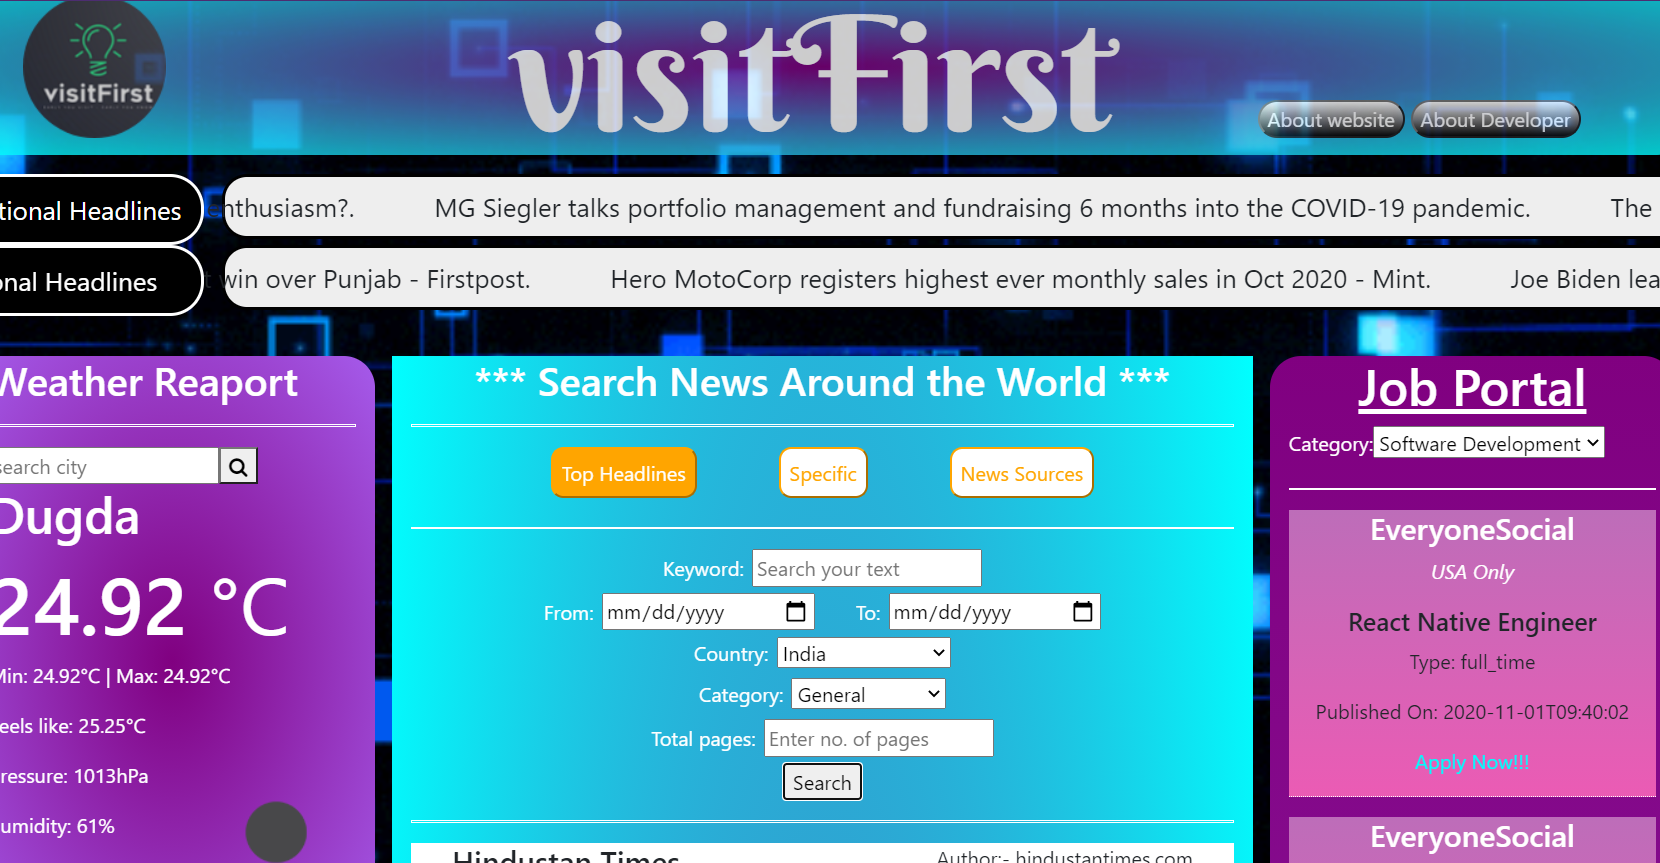 visitFirst
visitFirst
About website
About Developer
tional Headlines
nthusiasm?. MG Siegler talks portfolio management and fundraising 6 months into the COVID-19 pandemic. The
onal Headlines
t win over Punjab - Firstpost. Hero MotoCorp registers highest ever monthly sales in Oct 2020 - Mint. Joe Biden lea
Weather Reaport
search city
Dugda
24.92 °C
Min: 24.92°C | Max: 24.92°C
eels like: 25.25°C
ressure: 1013hPa
umidity: 61%
*** Search News Around the World ***
Top Headlines
Specific
News Sources
Keyword: Search your text
From: mm/dd/yyyy To: mm/dd/yyyy
Country: India
Category: General
Total pages: Enter no. of pages
Search
Hindustan Times
Author:- hindustantimes.com
Job Portal
Category: Software Development
EveryoneSocial
USA Only
React Native Engineer
Type: full_time
Published On: 2020-11-01T09:40:02
Apply Now!!!
EveryoneSocial